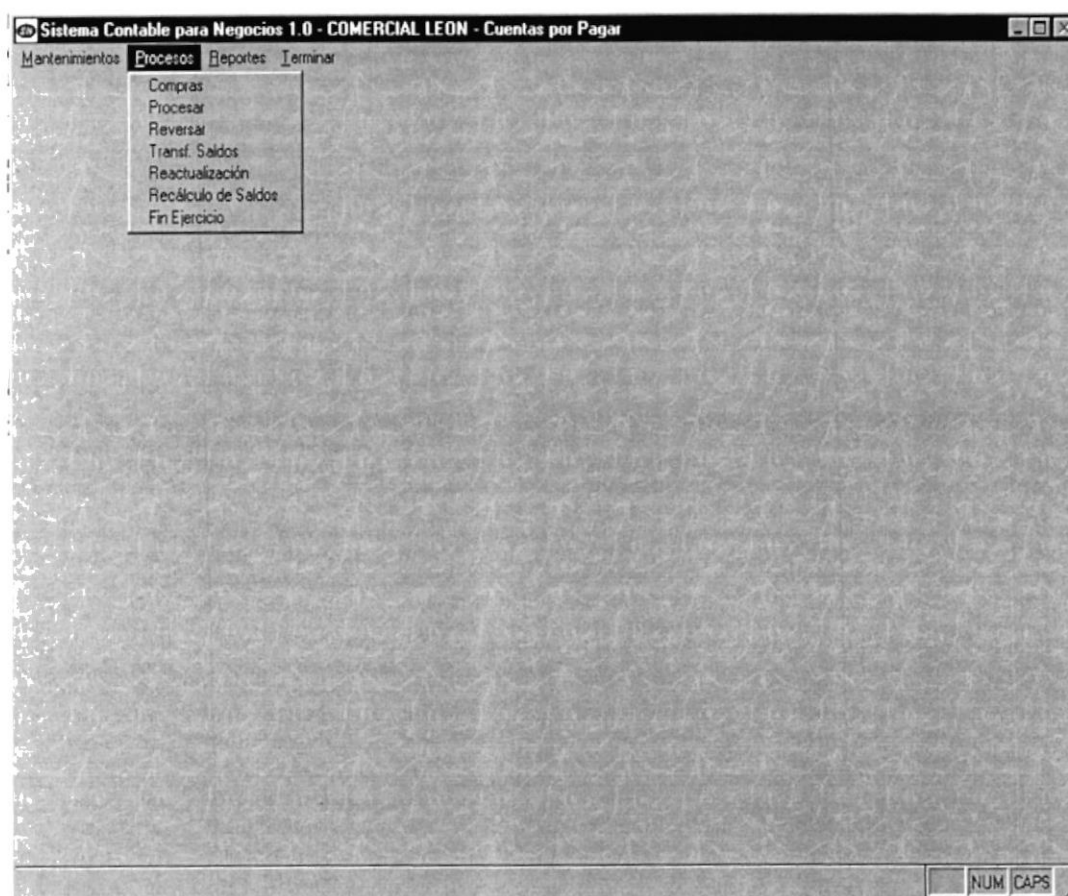 Sistema Contable para Negocios 1.0 - COMERCIAL LEON - Cuentas por Pagar
Mantenimientos Procesos Reportes Terminar
Compras
Procesar
Reversar
Transf. Saldos
Reactualización
Recálculo de Saldos
Fin Ejercicio
NUM CAPS